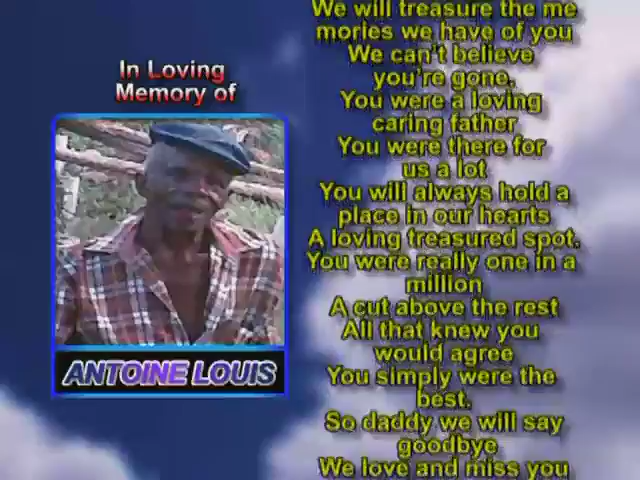 In Loving
Memory of
ANTOINE LOUIS
We will treasure the me
mories we have of you
We can't believe
you're gone.
You were a loving
caring father
You were there for
us a lot
You will always hold a
place in our hearts
A loving treasured spot.
You were really one in a
million
A cut above the rest
All that knew you
would agree
You simply were the
best.
So daddy we will say
goodbye
We love and miss you